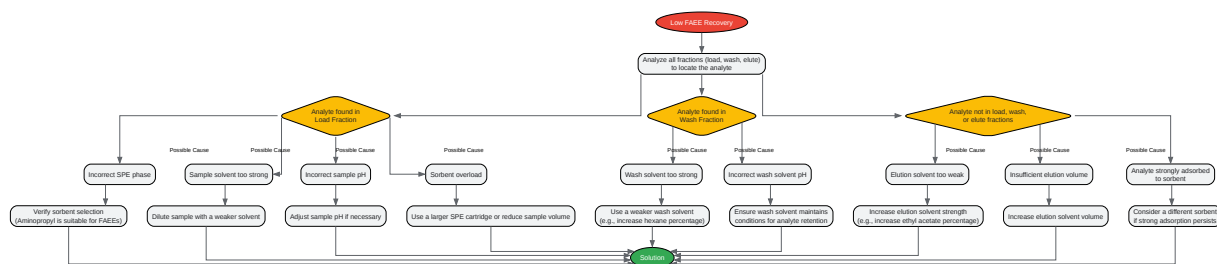 Low FAEE Recovery
Analyze all fractions (load, wash, elute)
to locate the analyte
Analyte found in
Load Fraction
Analyte found in
Wash Fraction
Analyte not in load, wash,
or elute fractions
Possible Cause
Possible Cause
Possible Cause
Possible Cause
Possible Cause
Possible Cause
Possible Cause
Possible Cause
Possible Cause
Incorrect SPE phase
Sample solvent too strong
Incorrect sample pH
Sorbent overload
Wash solvent too strong
Incorrect wash solvent pH
Elution solvent too weak
Insufficient elution volume
Analyte strongly adsorbed
to sorbent
Verify sorbent selection
(Aminopropyl is suitable for FAEEs)
Dilute sample with a weaker solvent
Adjust sample pH if necessary
Use a larger SPE cartridge or reduce sample volume
Use a weaker wash solvent
(e.g., increase hexane percentage)
Ensure wash solvent maintains
conditions for analyte retention
Increase elution solvent strength
(e.g., increase ethyl acetate percentage)
Increase elution solvent volume
Consider a different sorbent
if strong adsorption persists
Solution